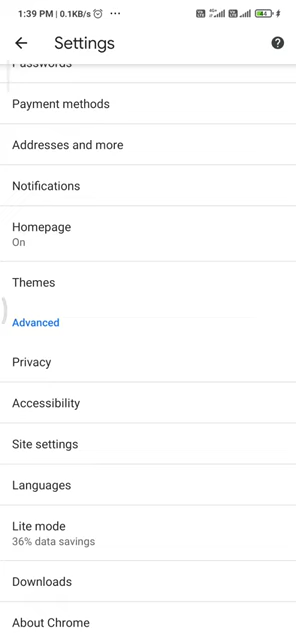 1:39 PM | 0.1KB/s
Settings
Passwords
Payment methods
Addresses and more
Notifications
Homepage
On
Themes
Advanced
Privacy
Accessibility
Site settings
Languages
Lite mode
36% data savings
Downloads
About Chrome